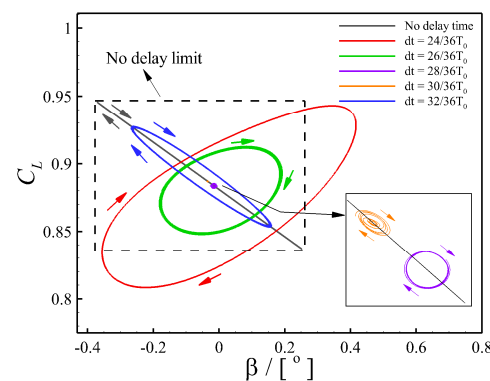 No delay limit
No delay time
dt = 24/36T₀
dt = 26/36T₀
dt = 28/36T₀
dt = 30/36T₀
dt = 32/36T₀
1
0.95
0.9
0.85
0.8
C_L
-0.4
-0.2
0
0.2
0.4
0.6
0.8
β / [ ° ]